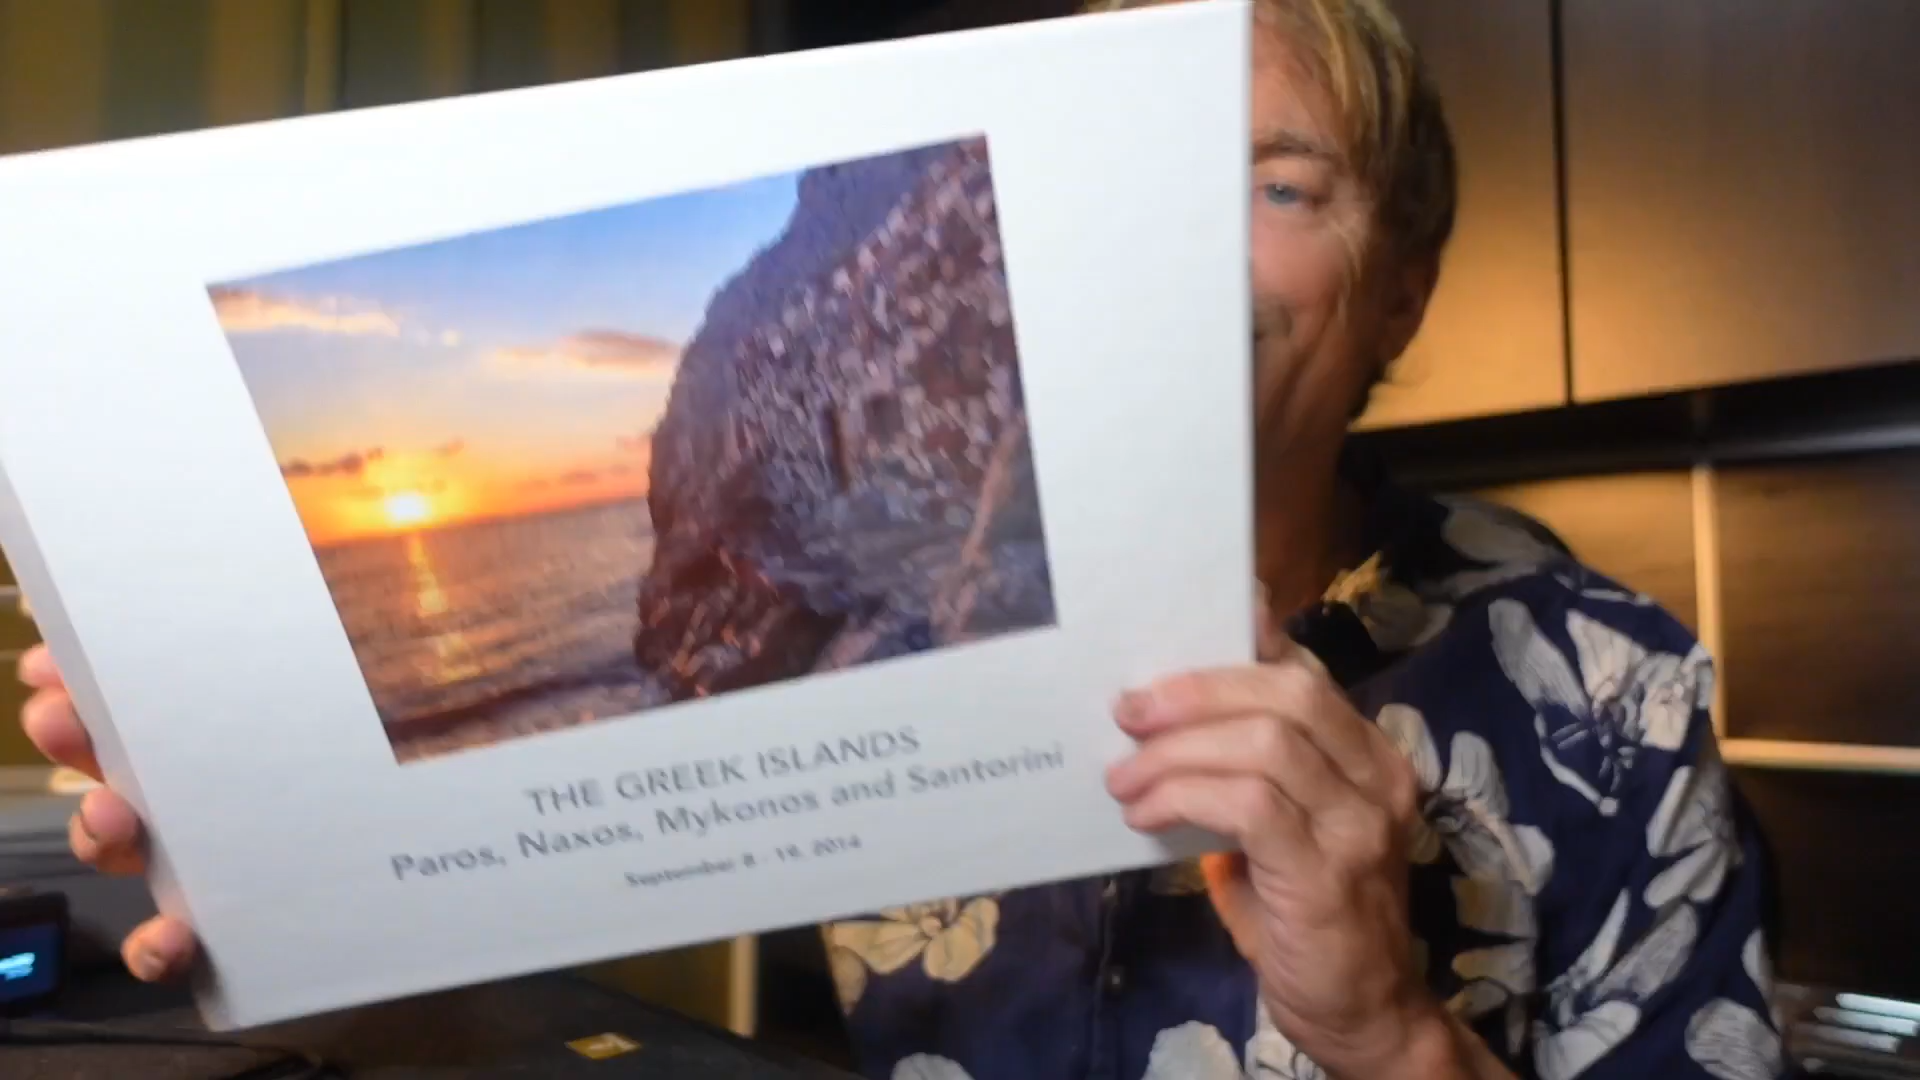 THE GREEK ISLANDS
Paros, Naxos, Mykonos and Santorini
September 8 - 19, 2014